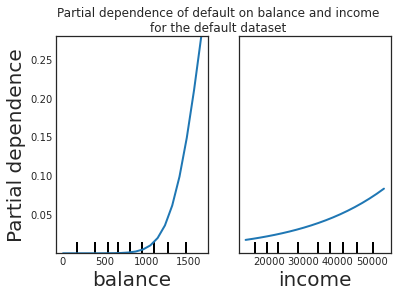 Partial dependence of default on balance and income
for the default dataset
Partial dependence
0.25
0.20
0.15
0.10
0.05
0 500 1000 1500
20000 30000 40000 50000
balance
income